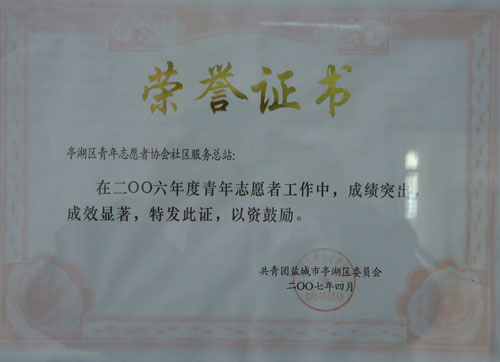 荣誉证书
亭湖区青年志愿者协会社区服务总站:
在二〇〇六年度青年志愿者工作中，成绩突出，
成效显著，特发此证，以资鼓励。
共青团盐城市亭湖区委员会
二〇〇七年四月